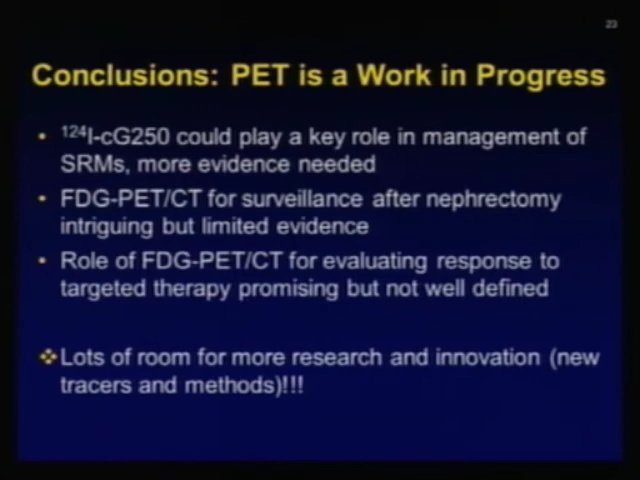 23
Conclusions: PET is a Work in Progress
• ¹²⁴I-cG250 could play a key role in management of
SRMs, more evidence needed
• FDG-PET/CT for surveillance after nephrectomy
intriguing but limited evidence
• Role of FDG-PET/CT for evaluating response to
targeted therapy promising but not well defined
❖Lots of room for more research and innovation (new
tracers and methods)!!!